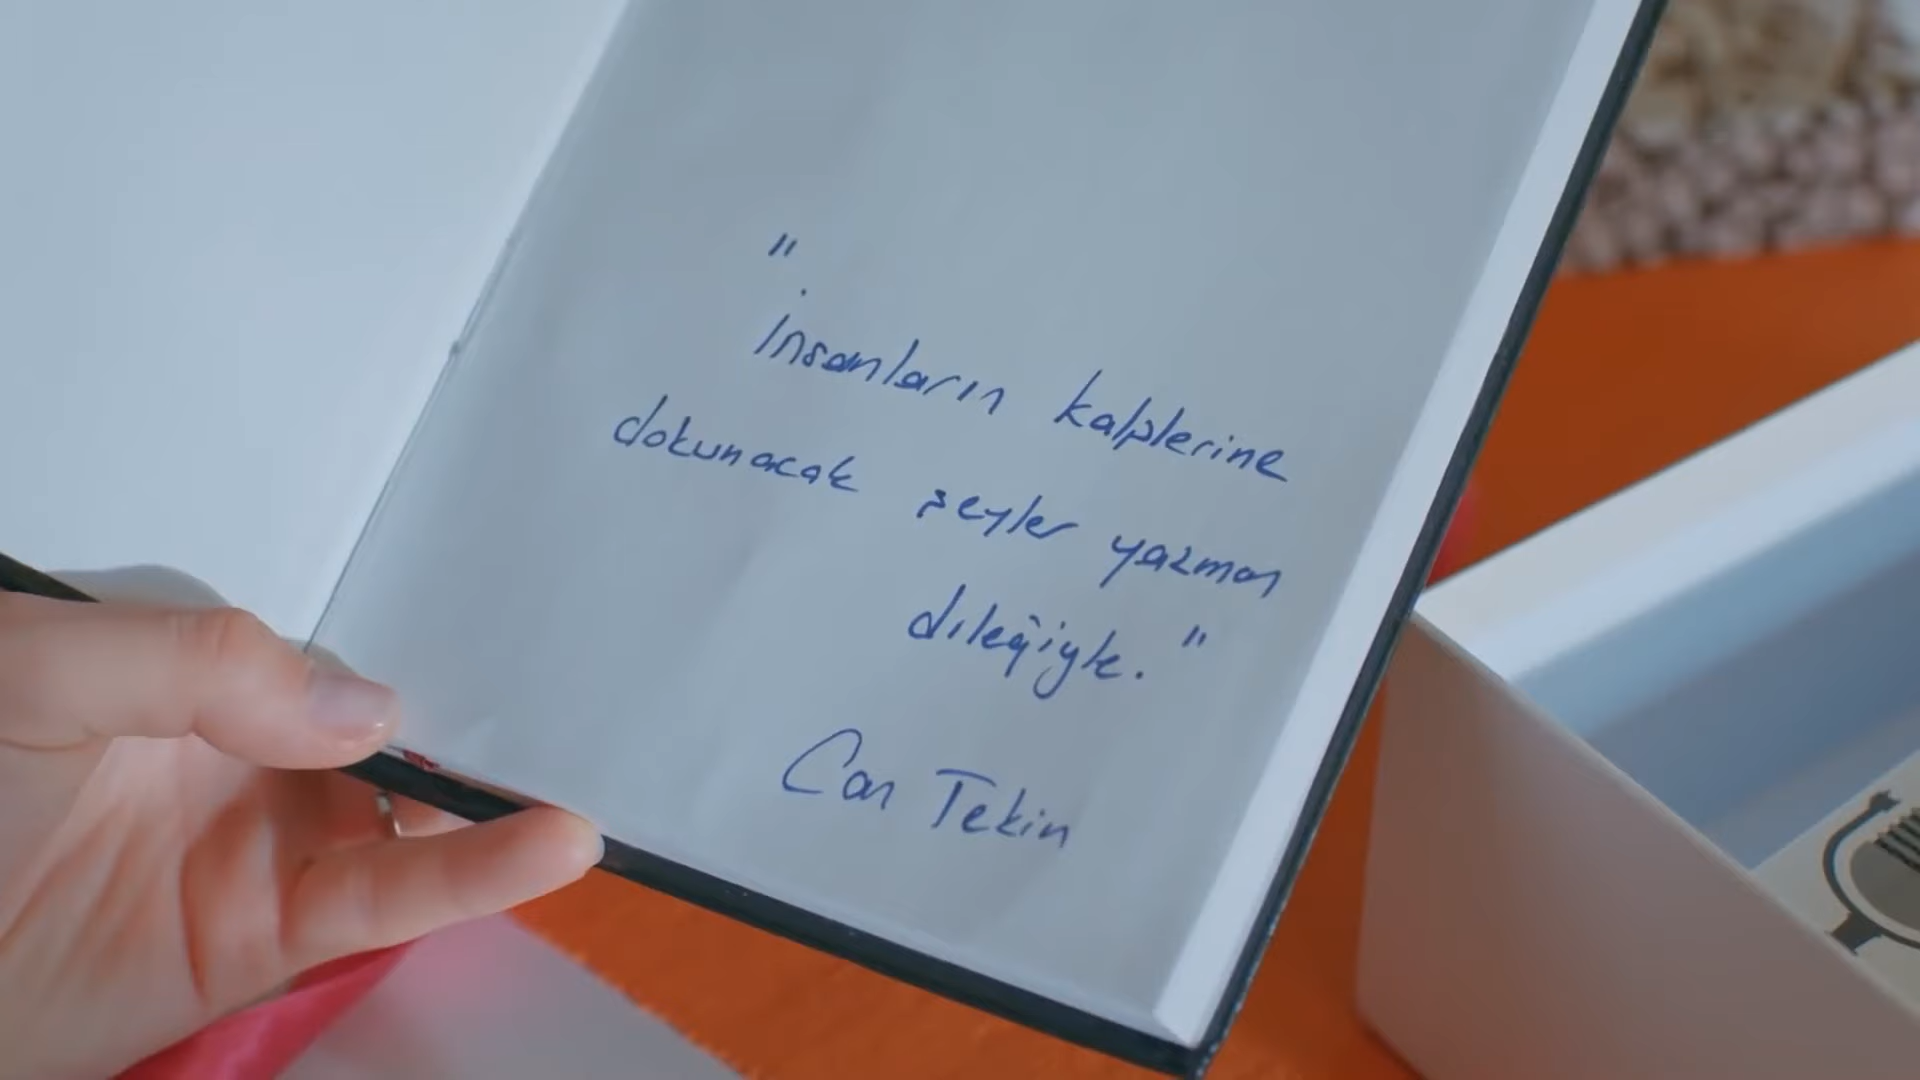 "
İnsanların kalplerine
dokunacak şeyler yazman
dileğiyle."
Can Tekin